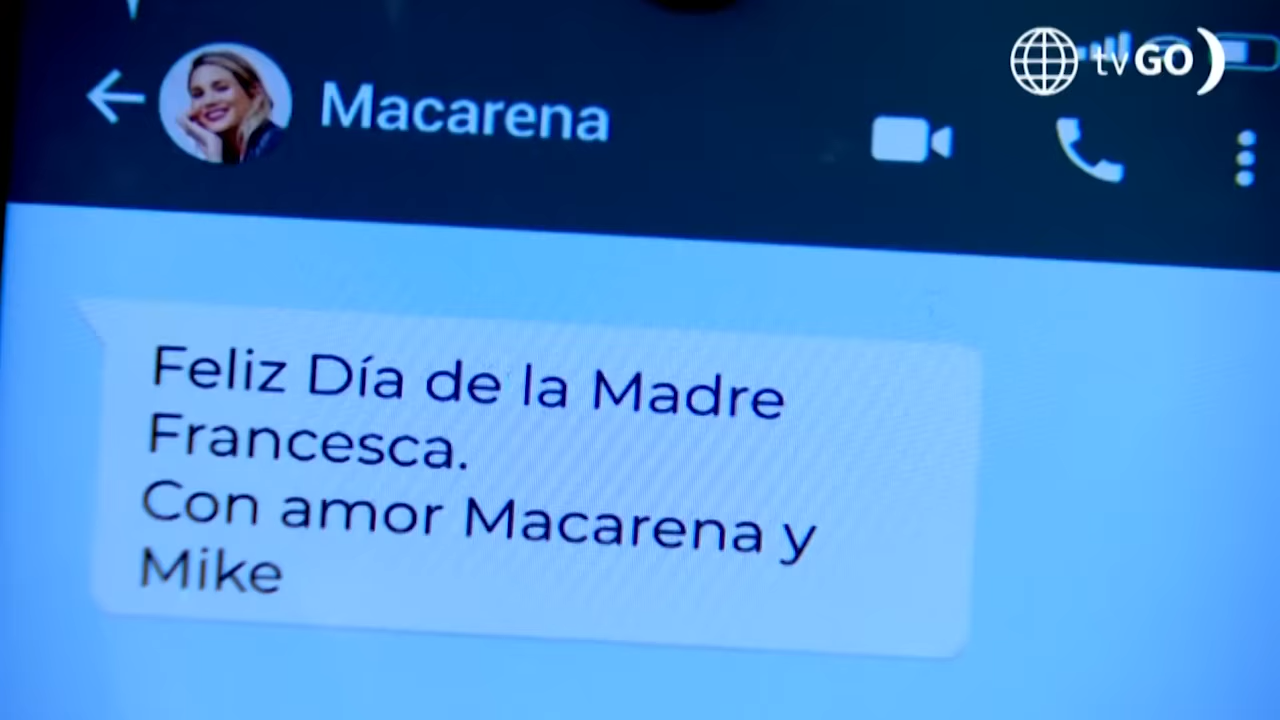 tvGO
Macarena
Feliz Día de la Madre
Francesca.
Con amor Macarena y
Mike